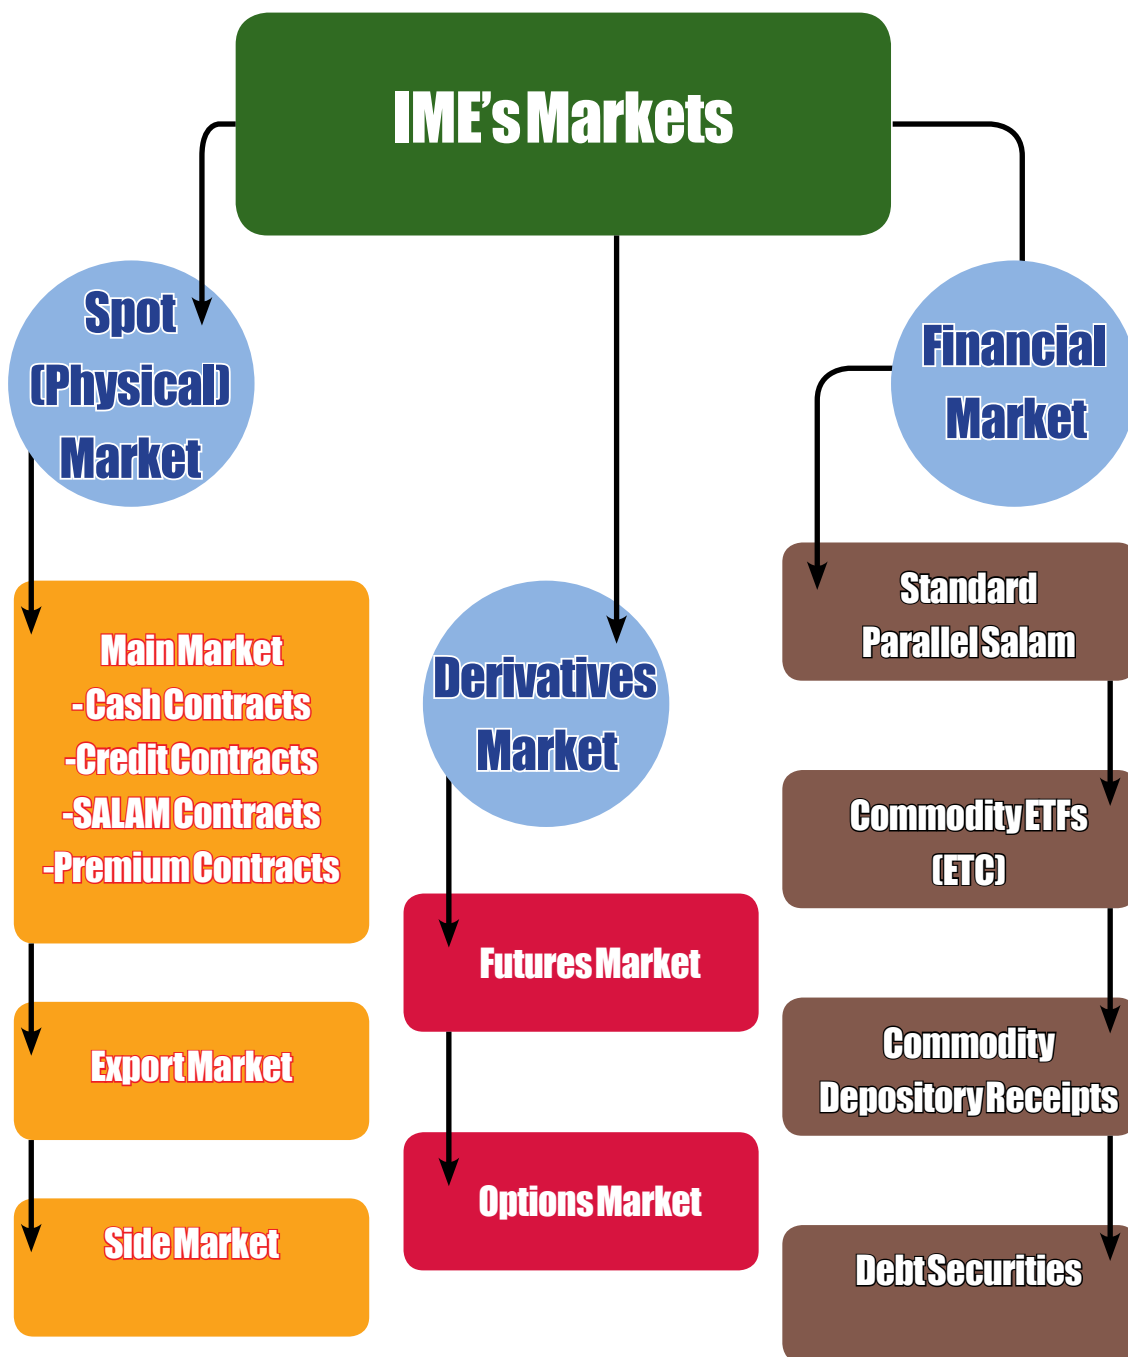 IME's Markets
Spot
(Physical)
Market
Main Market
- Cash Contracts
-Credit Contracts
-SALAM Contracts
-Premium Contracts
Export Market
Side Market
Derivatives
Market
Futures Market
Options Market
Financial
Market
Standard
Parallel Salam
Commodity ETFs
(ETC)
Commodity
Depository Receipts
Debt Securities